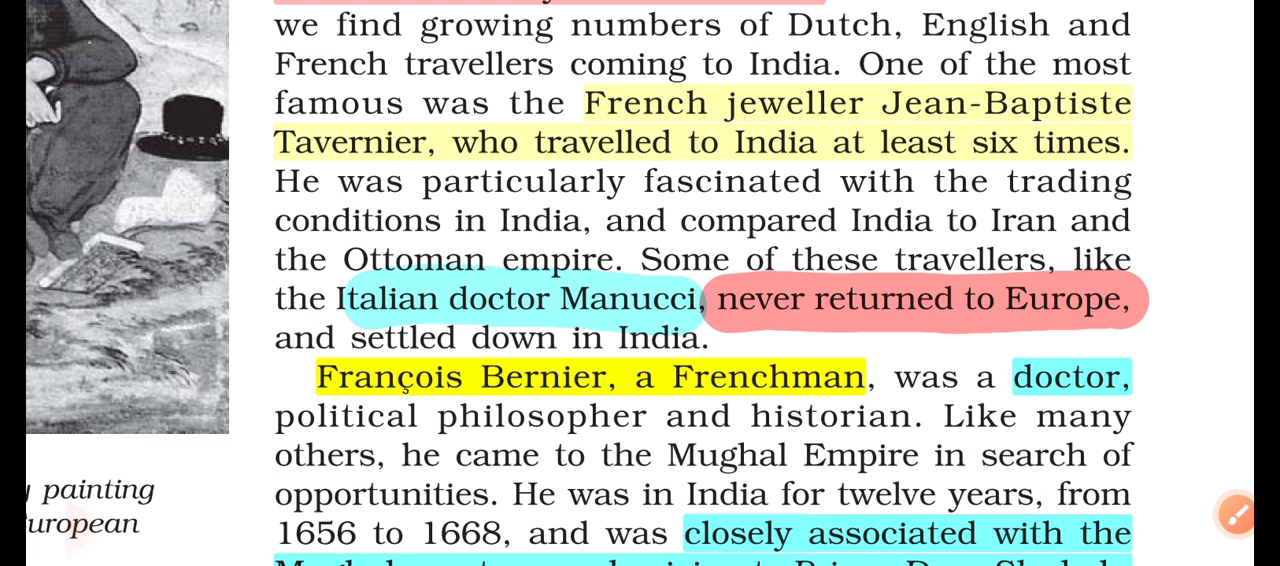 we find growing numbers of Dutch, English and
French travellers coming to India. One of the most
famous was the French jeweller Jean-Baptiste
Tavernier, who travelled to India at least six times.
He was particularly fascinated with the trading
conditions in India, and compared India to Iran and
the Ottoman empire. Some of these travellers, like
the Italian doctor Manucci, never returned to Europe,
and settled down in India.
François Bernier, a Frenchman, was a doctor,
political philosopher and historian. Like many
others, he came to the Mughal Empire in search of
opportunities. He was in India for twelve years, from
1656 to 1668, and was closely associated with the
painting
uropean